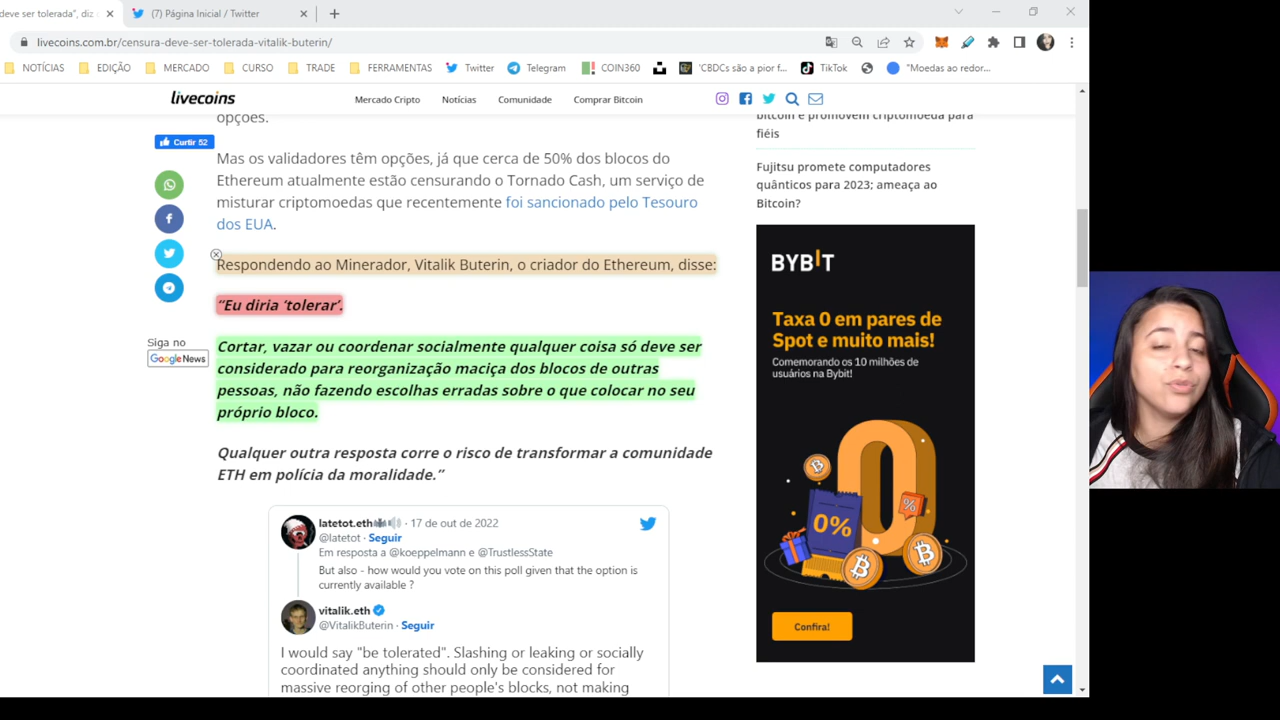 deve ser tolerada", diz
(7) Página Inicial / Twitter
livecoins.com.br/censura-deve-ser-tolerada-vitalik-buterin/
NOTÍCIAS EDIÇÃO MERCADO CURSO TRADE FERRAMENTAS Twitter Telegram COIN360 'CBDCs são a pior f... TikTok "Moedas ao redor...
livecoins
Mercado Cripto Notícias Comunidade Comprar Bitcoin
opções.
Curtir 52
Mas os validadores têm opções, já que cerca de 50% dos blocos do
Ethereum atualmente estão censurando o Tornado Cash, um serviço de
misturar criptomoedas que recentemente foi sancionado pelo Tesouro
dos EUA.
Respondendo ao Minerador, Vitalik Buterin, o criador do Ethereum, disse:
"Eu diria 'tolerar'.
Siga no
Google News
Cortar, vazar ou coordenar socialmente qualquer coisa só deve ser
considerado para reorganização maciça dos blocos de outras
pessoas, não fazendo escolhas erradas sobre o que colocar no seu
próprio bloco.
Qualquer outra resposta corre o risco de transformar a comunidade
ETH em polícia da moralidade."
latetot.eth · 17 de out de 2022
@latetot · Seguir
Em resposta a @koeppelmann e @TrustlessState
But also - how would you vote on this poll given that the option is
currently available ?
vitalik.eth
@VitalikButerin · Seguir
I would say "be tolerated". Slashing or leaking or socially
coordinated anything should only be considered for
massive reorging of other people's blocks, not making
bitcoin e promovem criptomoeda para
fiéis
Fujitsu promete computadores
quânticos para 2023; ameaça ao
Bitcoin?
BYBIT
Taxa 0 em pares de
Spot e muito mais!
Comemorando os 10 milhões de
usuários na Bybit!
0%
%
Confira!